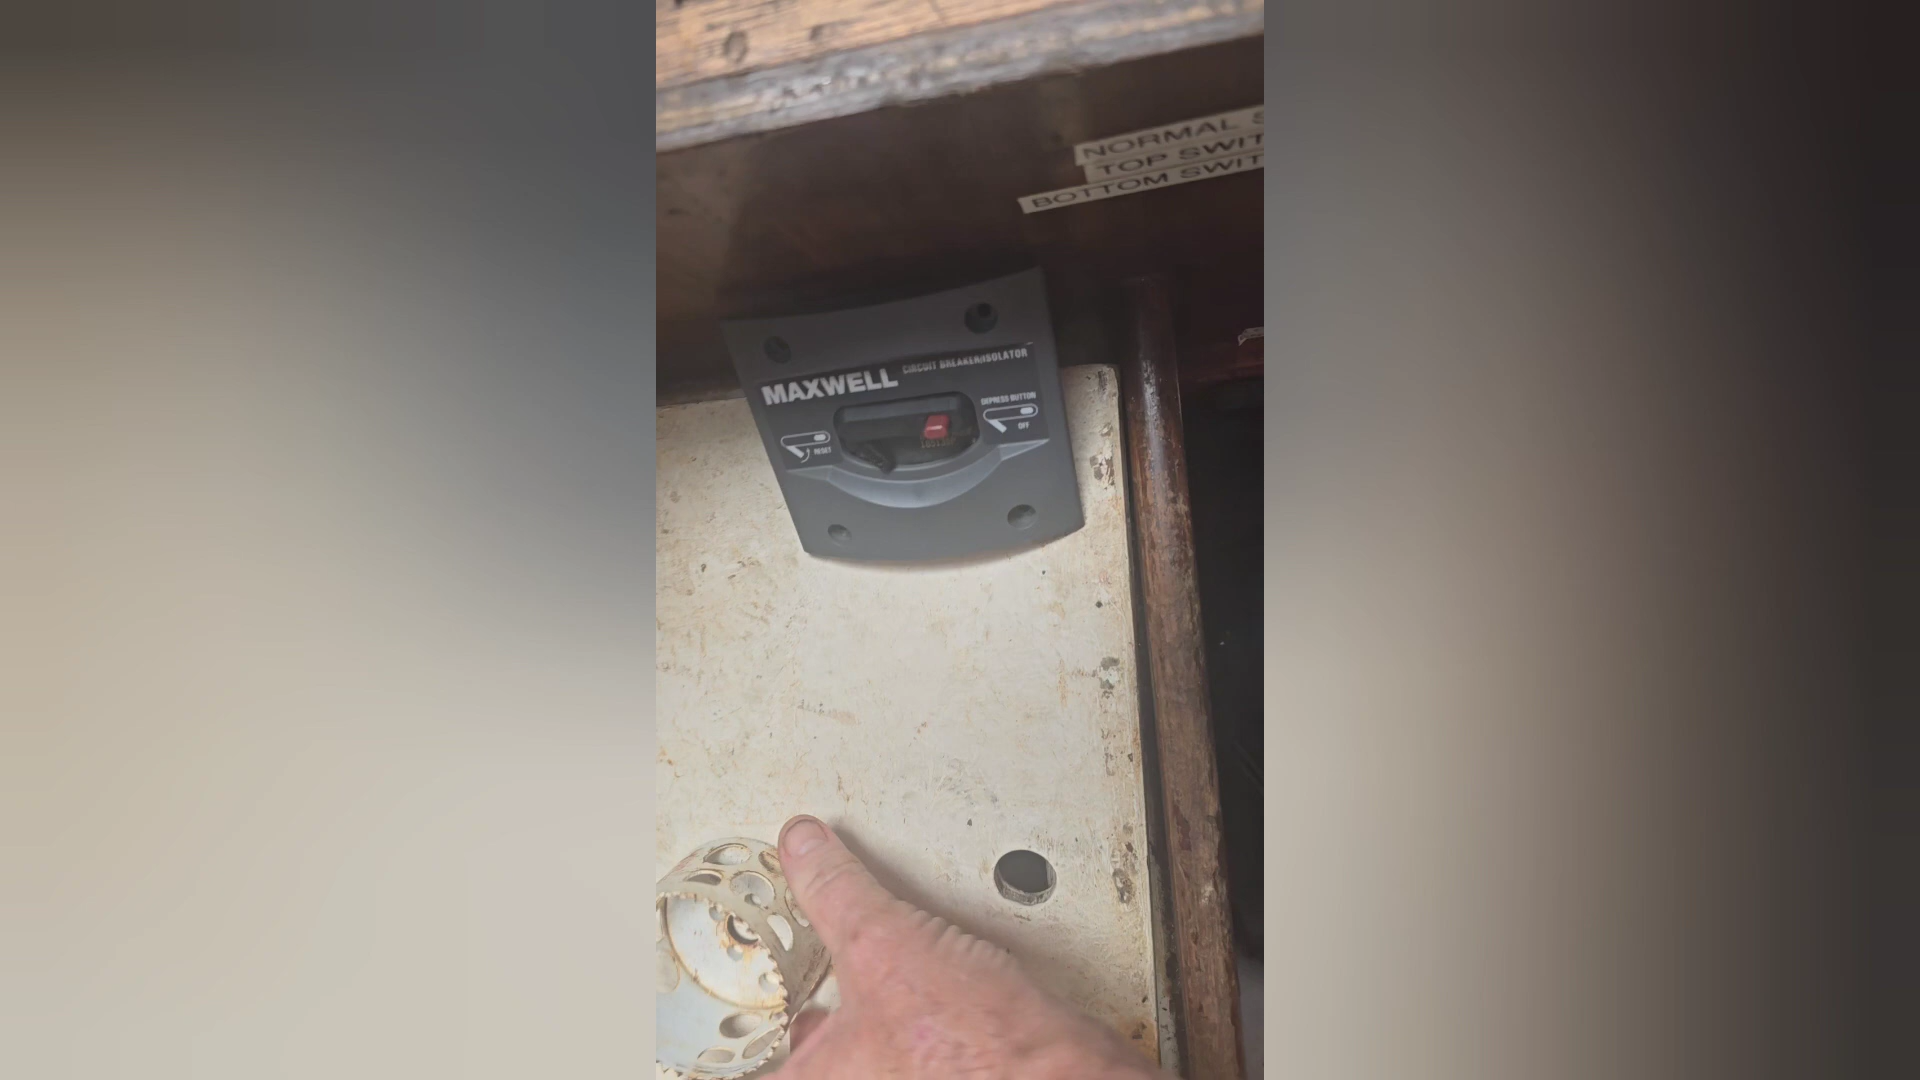 NORMAL S
TOP SWIT
BOTTOM SWIT
MAXWELL CIRCUIT BREAKER/ISOLATOR
DEPRESS BUTTON
OFF
RESET